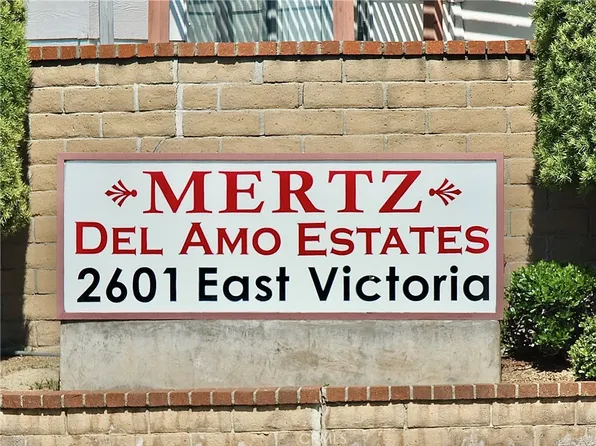 MERTZ
DEL AMO ESTATES
2601 East Victoria